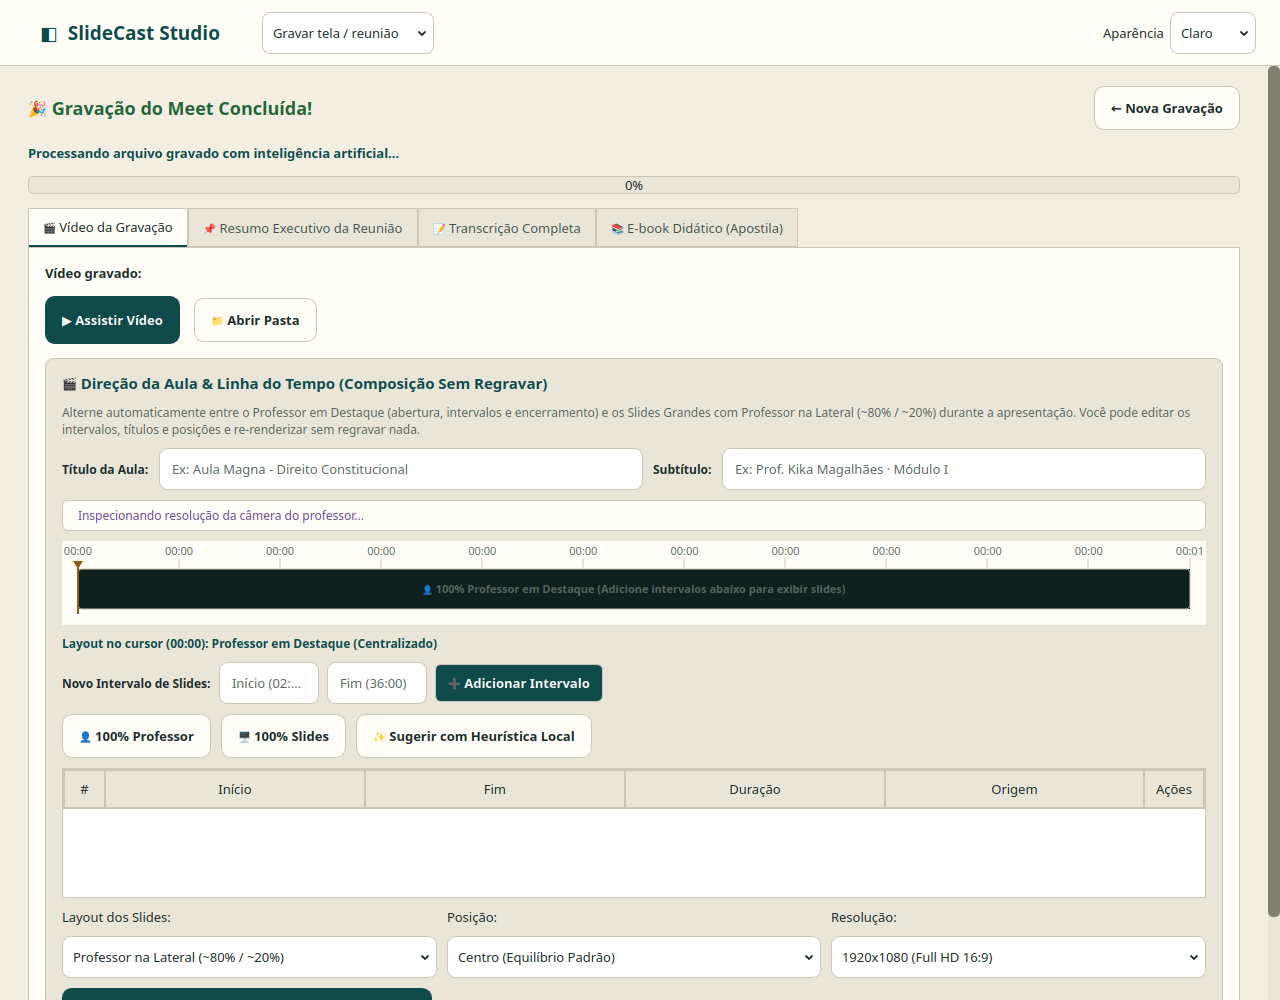 SlideCast Studio
Gravar tela / reunião
Aparência
Claro
🎉 Gravação do Meet Concluída!
← Nova Gravação
Processando arquivo gravado com inteligência artificial...
0%
🎬 Vídeo da Gravação
📌 Resumo Executivo da Reunião
📝 Transcrição Completa
📚 E-book Didático (Apostila)
Vídeo gravado:
▶ Assistir Vídeo
📁 Abrir Pasta
🎬 Direção da Aula & Linha do Tempo (Composição Sem Regravar)
Alterne automaticamente entre o Professor em Destaque (abertura, intervalos e encerramento) e os Slides Grandes com Professor na Lateral (~80% / ~20%) durante a apresentação. Você pode editar os
intervalos, títulos e posições e re-renderizar sem regravar nada.
Título da Aula:
Ex: Aula Magna - Direito Constitucional
Subtítulo:
Ex: Prof. Kika Magalhães · Módulo I
Inspecionando resolução da câmera do professor...
00:00 00:00 00:00 00:00 00:00 00:00 00:00 00:00 00:00 00:00 00:00 00:01
👤 100% Professor em Destaque (Adicione intervalos abaixo para exibir slides)
Layout no cursor (00:00): Professor em Destaque (Centralizado)
Novo Intervalo de Slides:
Início (02:...
Fim (36:00)
➕ Adicionar Intervalo
👤 100% Professor
🖥️ 100% Slides
✨ Sugerir com Heurística Local
# Início Fim Duração Origem Ações
Layout dos Slides:
Posição:
Resolução:
Professor na Lateral (~80% / ~20%)
Centro (Equilíbrio Padrão)
1920x1080 (Full HD 16:9)